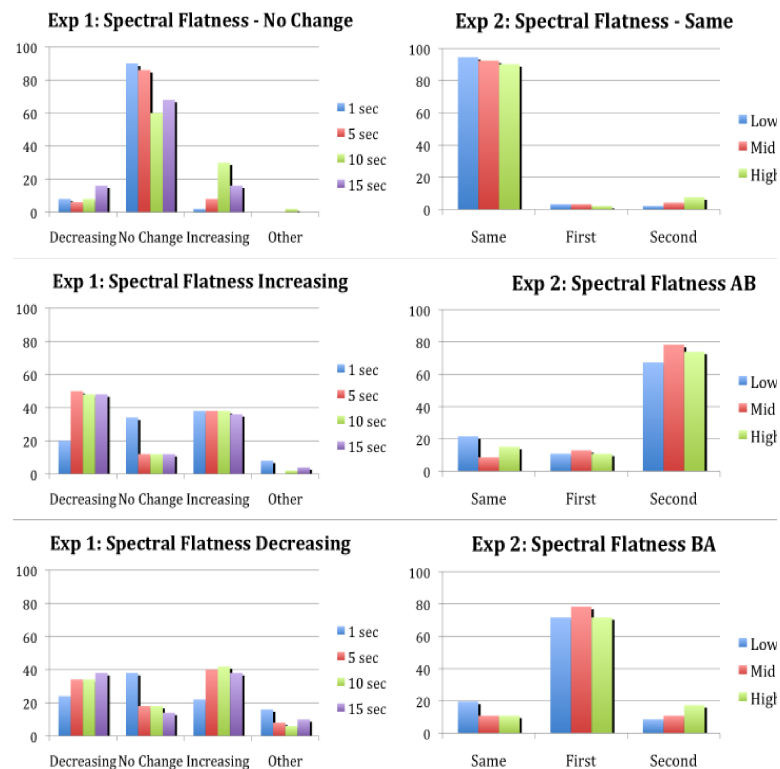 Exp 1: Spectral Flatness - No Change
100
80
60
40
20
0
Decreasing No Change Increasing Other
1 sec
5 sec
10 sec
15 sec
Exp 2: Spectral Flatness - Same
100
80
60
40
20
0
Same First Second
Low
Mid
High
Exp 1: Spectral Flatness Increasing
100
80
60
40
20
0
Decreasing No Change Increasing Other
1 sec
5 sec
10 sec
15 sec
Exp 2: Spectral Flatness AB
100
80
60
40
20
0
Same First Second
Low
Mid
High
Exp 1: Spectral Flatness Decreasing
100
80
60
40
20
0
Decreasing No Change Increasing Other
1 sec
5 sec
10 sec
15 sec
Exp 2: Spectral Flatness BA
100
80
60
40
20
0
Same First Second
Low
Mid
High